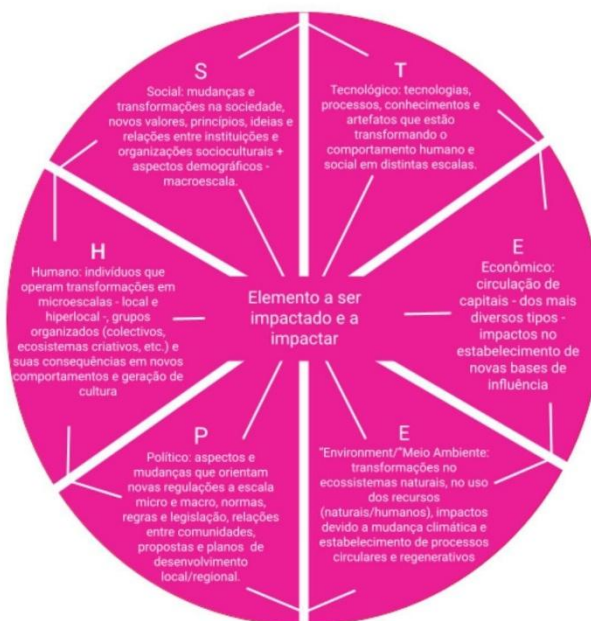 S
Social: mudanças e
transformações na sociedade,
novos valores, princípios, ideias e
relações entre instituições e
organizações socioculturais +
aspectos demográficos -
macroescala.
T
Tecnológico: tecnologias,
processos, conhecimentos e
artefatos que estão
transformando o
comportamento humano e
social em distintas escalas.
H
Humano: indivíduos que
operam transformações em
microescalas - local e
hiperlocal -, grupos
organizados (colectivos,
ecosistemas criativos, etc.) e
suas consequências em novos
comportamentos e geração de
cultura
Elemento a ser
impactado e a
impactar
E
Econômico:
circulação de
capitais - dos mais
diversos tipos -
impactos no
estabelecimento de
novas bases de
influência
P
Político: aspectos e
mudanças que orientam
novas regulações a escala
micro e macro, normas,
regras e legislação, relações
entre comunidades,
propostas e planos de
desenvolvimento
local/regional.
E
"Environment/"Meio Ambiente:
transformações no
ecossistemas naturais, no uso
dos recursos
(naturais/humanos), impactos
devido a mudança climática e
estabelecimento de processos
circulares e regenerativos